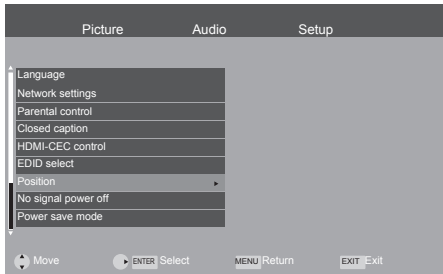 Picture Audio Setup
Language
Network settings
Parental control
Closed caption
HDMI-CEC control
EDID select
Position
No signal power off
Power save mode
Move ENTER Select MENU Return EXIT Exit